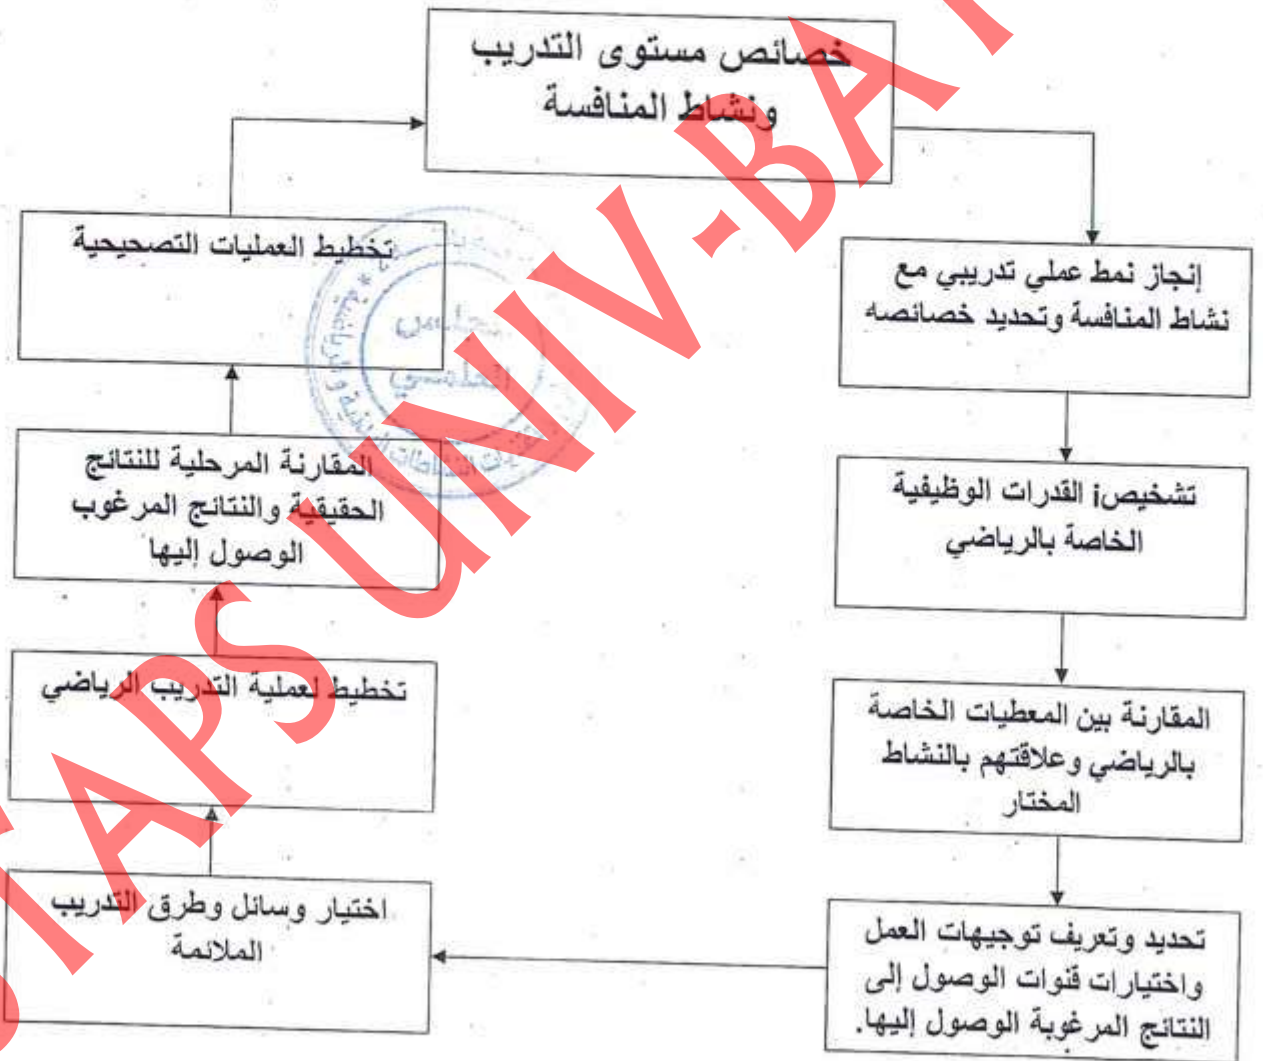 خصائص مستوى التدريب
ونشاط المنافسة
إنجاز نمط عملي تدريبي مع
نشاط المنافسة وتحديد خصائصه
تشخيصi القدرات الوظيفية
الخاصة بالرياضي
المقارنة بين المعطيات الخاصة
بالرياضي وعلاقتهم بالنشاط
المختار
تحديد وتعريف توجيهات العمل
واختيارات قنوات الوصول إلى
النتائج المرغوبة الوصول إليها.
اختيار وسائل وطرق التدريب
الملائمة
تخطيط لعملية التدريب الرياضي
المقارنة المرحلية للنتائج
الحقيقية والنتائج المرغوب
الوصول إليها
تخطيط العمليات التصحيحية
STAPS UNIV-BA